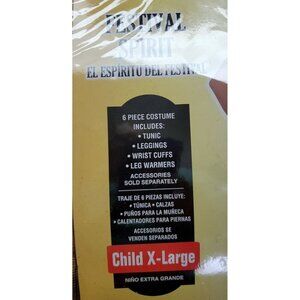 FESTIVAL
SPIRIT
EL ESPÍRITU DEL FESTIVAL
6 PIECE COSTUME
INCLUDES:
• TUNIC
• LEGGINGS
• WRIST CUFFS
• LEG WARMERS
ACCESSORIES
SOLD SEPARATELY
TRAJE DE 6 PIEZAS INCLUYE:
• TÚNICA • CALZAS
• PUÑOS PARA LA MUÑECA
• CALENTADORES PARA PIERNAS
ACCESORIOS SE
VENDEN SEPARADOS
Child X-Large
NIÑO EXTRA GRANDE